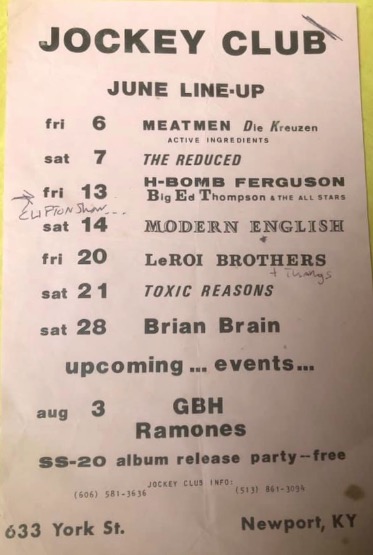 JOCKEY CLUB
JUNE LINE-UP
fri 6 MEATMEN Die Kreuzen
ACTIVE INGREDIENTS
sat 7 THE REDUCED
fri 13 H-BOMB FERGUSON
Big Ed Thompson & THE ALL STARS
CLIFTON Show...
sat 14 MODERN ENGLISH
fri 20 LeROI BROTHERS
+
sat 21 TOXIC REASONS
sat 28 Brian Brain
upcoming... events...
aug 3 GBH
Ramones
SS-20 album release party--free
JOCKEY CLUB INFO:
(606) 581-3636 (513) 861-3054
633 York St. Newport, KY